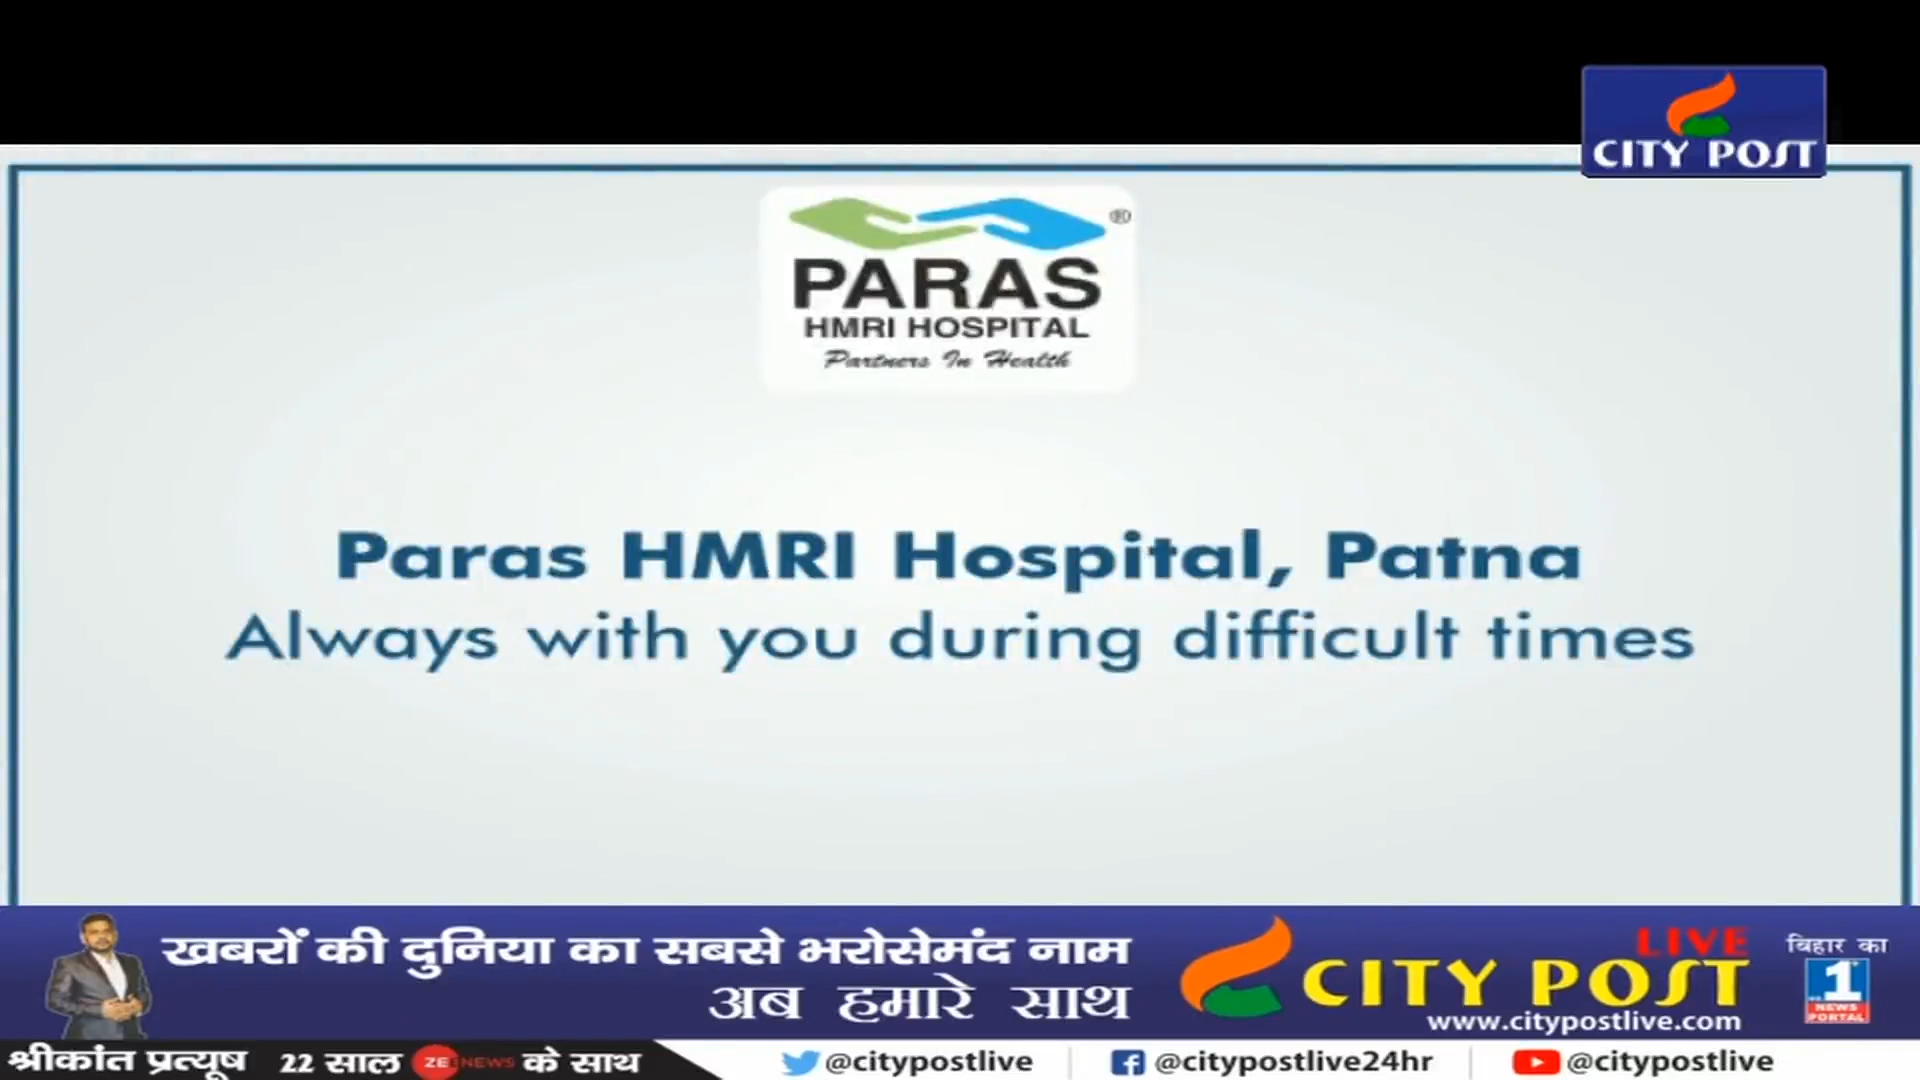 CITY POST
PARAS
HMRI HOSPITAL
Partners In Health
®
Paras HMRI Hospital, Patna
Always with you during difficult times
खबरों की दुनिया का सबसे भरोसेमंद नाम
अब हमारे साथ
LIVE
CITY POST
www.citypostlive.com
बिहार का
1
NEWS
PORTAL
श्रीकांत प्रत्यूष 22 साल ZEE NEWS के साथ
@citypostlive
@citypostlive24hr
@citypostlive